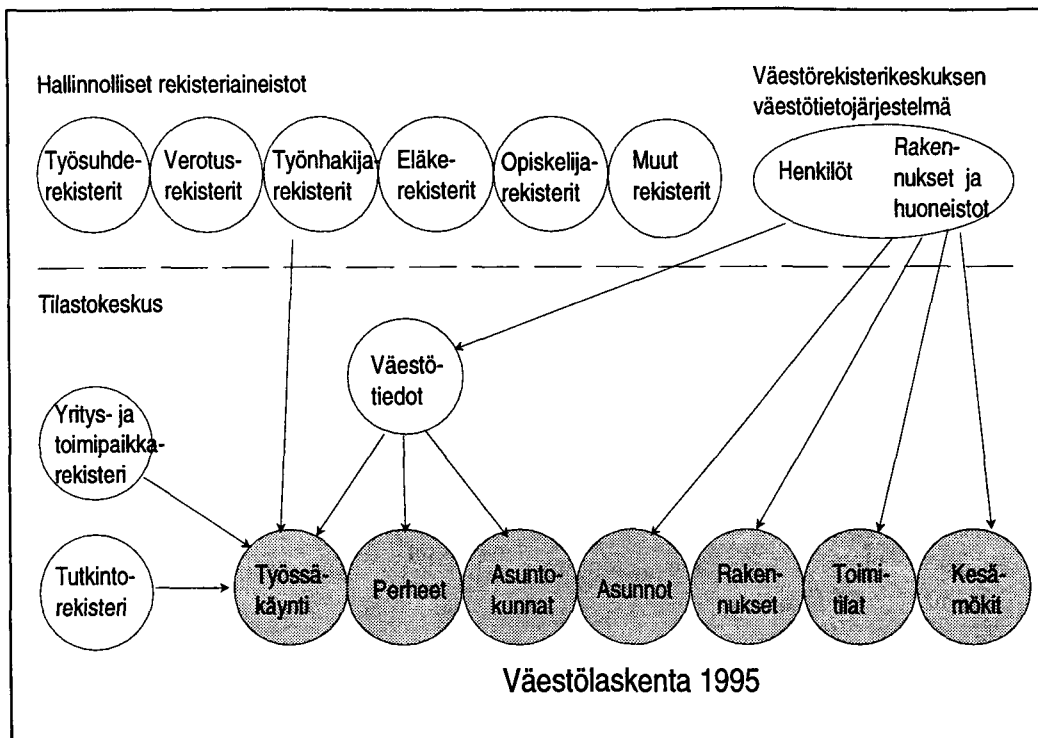 Hallinnolliset rekisteriaineistot
Väestörekisterikeskuksen
väestötietojärjestelmä
Työsuhde-
rekisterit
Verotus-
rekisterit
Työnhakija-
rekisterit
Eläke-
rekisterit
Opiskelija-
rekisterit
Muut
rekisterit
Henkilöt
Raken-
nukset ja
huoneistot
Tilastokeskus
Väestö-
tiedot
Yritys- ja
toimipaikka-
rekisteri
Tutkinto-
rekisteri
Työssä-
käynti
Perheet
Asunto-
kunnat
Asunnot
Raken-
nukset
Toimi-
tilat
Kesä-
mökit
Väestölaskenta 1995